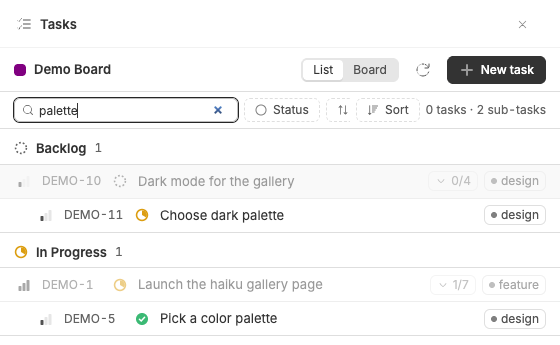 Tasks
Demo Board List Board New task
palette Status Sort 0 tasks · 2 sub-tasks
Backlog 1
DEMO-10 Dark mode for the gallery 0/4 design
DEMO-11 Choose dark palette design
In Progress 1
DEMO-1 Launch the haiku gallery page 1/7 feature
DEMO-5 Pick a color palette design